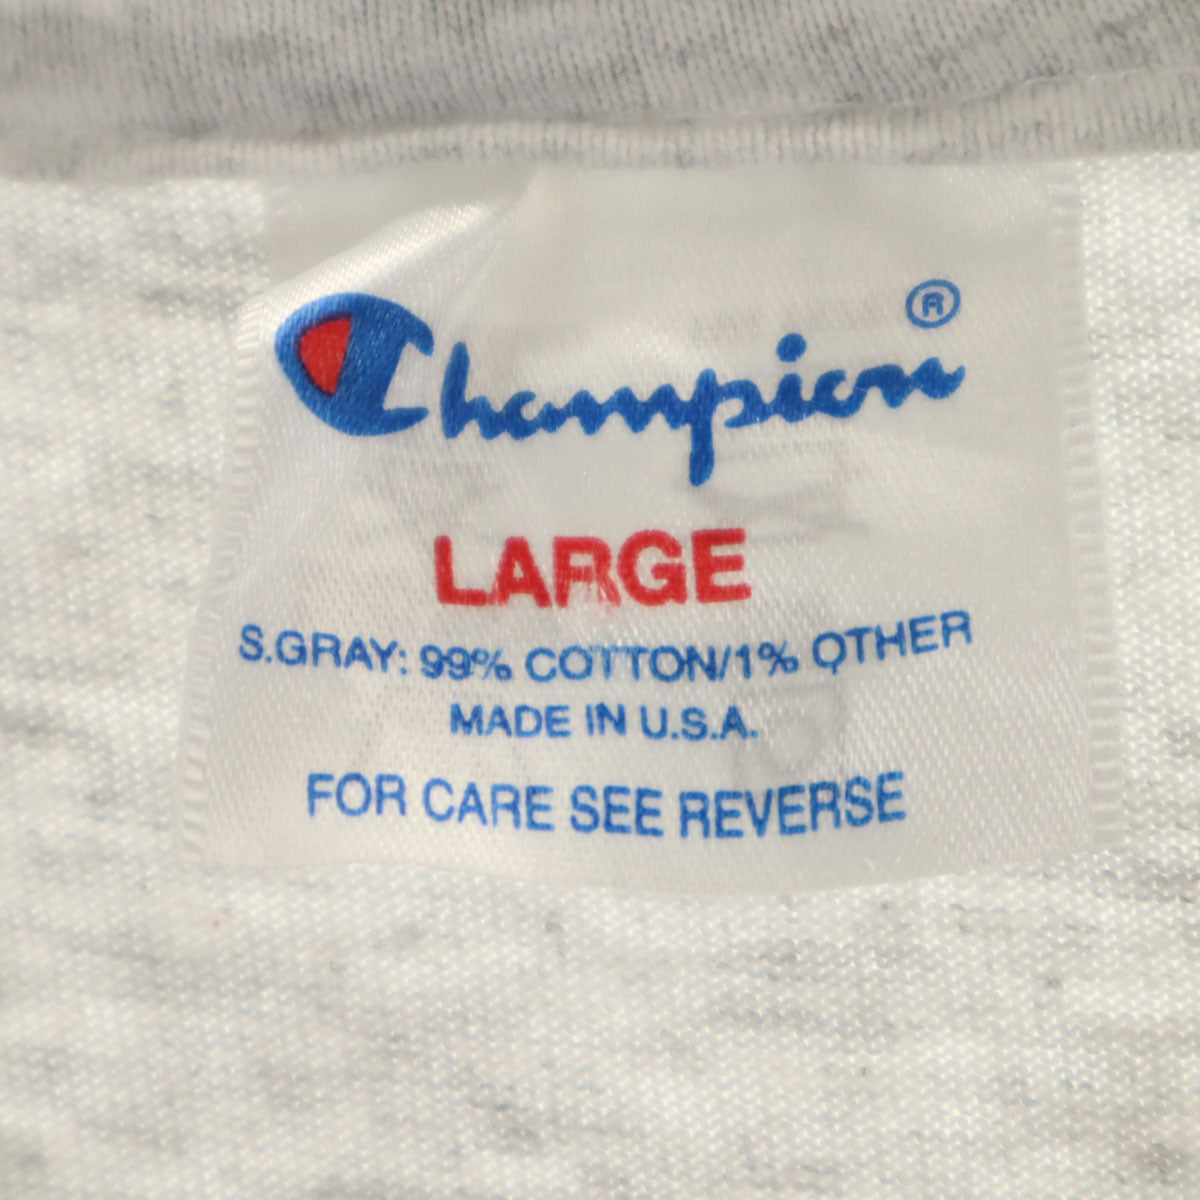 Champion®
LARGE
S.GRAY: 99% COTTON/1% OTHER
MADE IN U.S.A.
FOR CARE SEE REVERSE